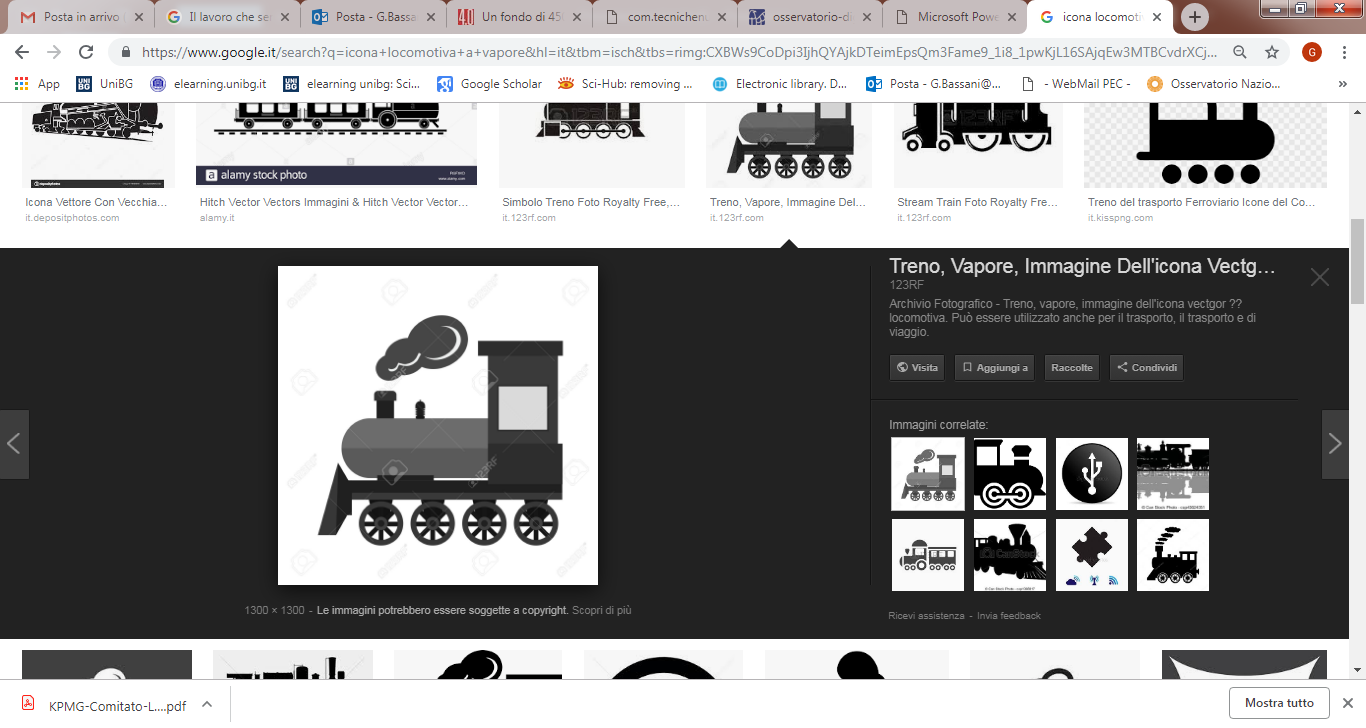 Posta in arrivo
Il lavoro che se
Posta - G.Bassa
Un fondo di 45
com.tecnichenu
osservatorio-di
Microsoft Powe
icona locomoti
https://www.google.it/search?q=icona+locomotiva+a+vapore&hl=it&tbm=isch&tbs=rimg:CXBWs9CoDpi3IjhQYAjkDTeimEpsQm3Fame9_1i8_1pwKjL16SAjqEw3MTBCvdrXCj...
G
App
UniBG
elearning.unibg.it
elearning unibg: Sci...
Google Scholar
Sci-Hub: removing ...
Electronic library. D...
Posta - G.Bassani@...
- WebMail PEC -
Osservatorio Nazio...
»
a alamy stock photo
Icona Vettore Con Vecchia...
it.depositphotos.com
Hitch Vector Vectors Immagini & Hitch Vector Vector...
alamy.it
Simbolo Treno Foto Royalty Free,...
it.123rf.com
Treno, Vapore, Immagine Del...
it.123rf.com
Stream Train Foto Royalty Fre...
it.123rf.com
Treno del trasporto Ferroviario Icone del Co...
it.kisspng.com
Treno, Vapore, Immagine Dell'icona Vectg...
123RF
Archivio Fotografico - Treno, vapore, immagine dell'icona vectgor ??
locomotiva. Può essere utilizzato anche per il trasporto, il trasporto e di
viaggio.
Visita
Aggiungi a
Raccolte
Condividi
Immagini correlate:
123RF
1300 × 1300 - Le immagini potrebbero essere soggette a copyright. Scopri di più
Ricevi assistenza - Invia feedback
KPMG-Comitato-L....pdf
Mostra tutto